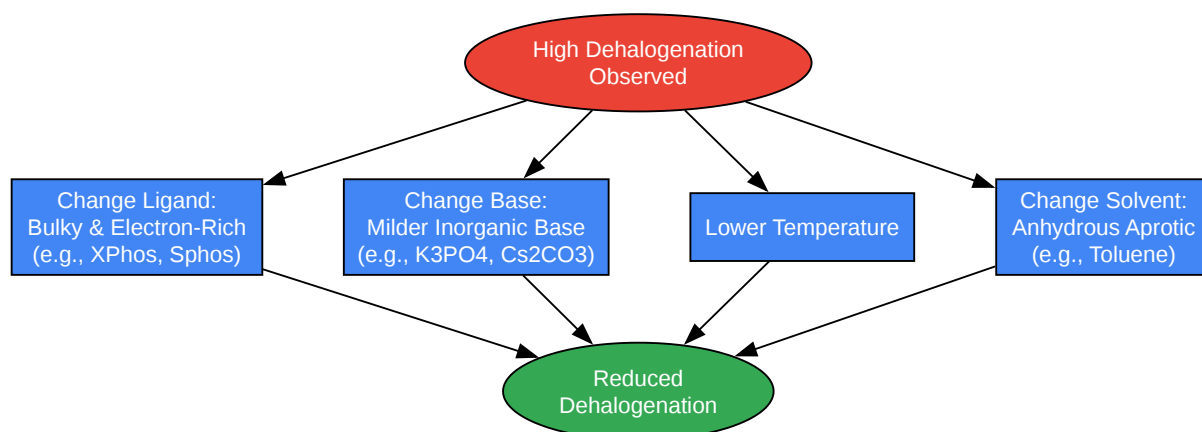 High Dehalogenation
Observed
Change Ligand:
Bulky & Electron-Rich
(e.g., XPhos, Sphos)
Change Base:
Milder Inorganic Base
(e.g., K3PO4, Cs2CO3)
Lower Temperature
Change Solvent:
Anhydrous Aprotic
(e.g., Toluene)
Reduced
Dehalogenation